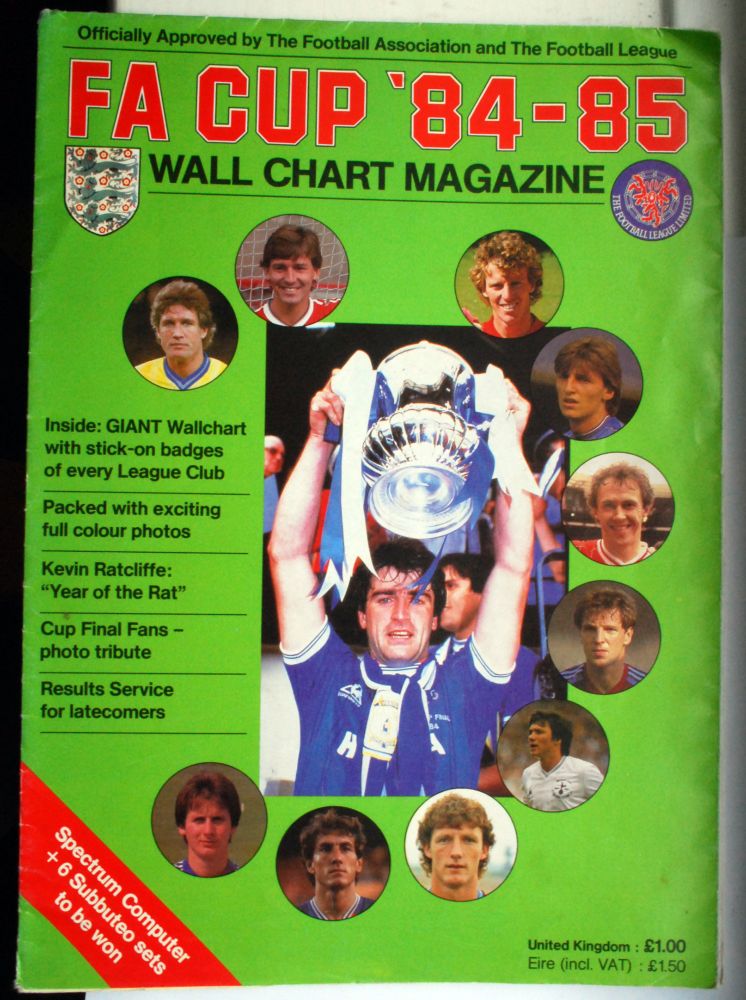 Officially Approved by The Football Association and The Football League
FA CUP '84-85
WALL CHART MAGAZINE
THE FOOTBALL LEAGUE LIMITED
Inside: GIANT Wallchart
with stick-on badges
of every League Club
Packed with exciting
full colour photos
Kevin Ratcliffe:
"Year of the Rat"
Cup Final Fans –
photo tribute
Results Service
for latecomers
FINAL
84
Spectrum Computer
+ 6 Subbuteo sets
to be won
United Kingdom : £1.00
Eire (incl. VAT) : £1.50